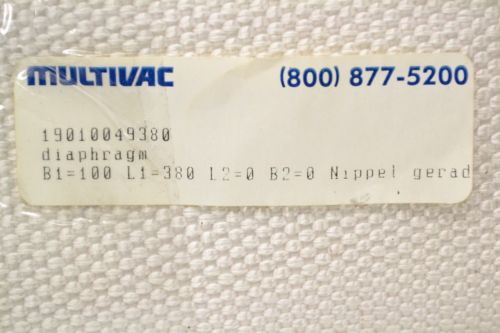 MULTIVAC (800) 877-5200
19010049380
diaphragm
B1=100 L1=380 L2=0 B2=0 Nippel gerad